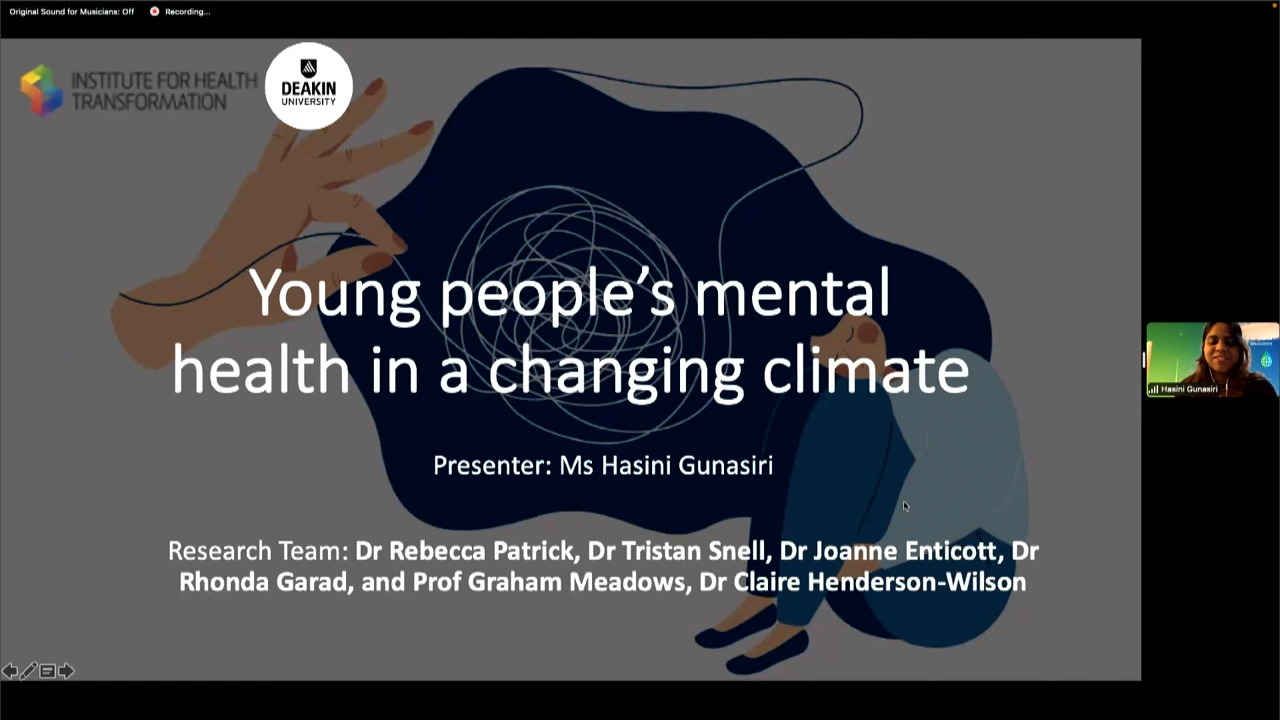 Original Sound for Musicians: Off
Recording...
INSTITUTE FOR HEALTH
TRANSFORMATION
DEAKIN
UNIVERSITY
Young people's mental
health in a changing climate
Presenter: Ms Hasini Gunasiri
Research Team: Dr Rebecca Patrick, Dr Tristan Snell, Dr Joanne Enticott, Dr
Rhonda Garad, and Prof Graham Meadows, Dr Claire Henderson-Wilson
Hasini Gunasiri